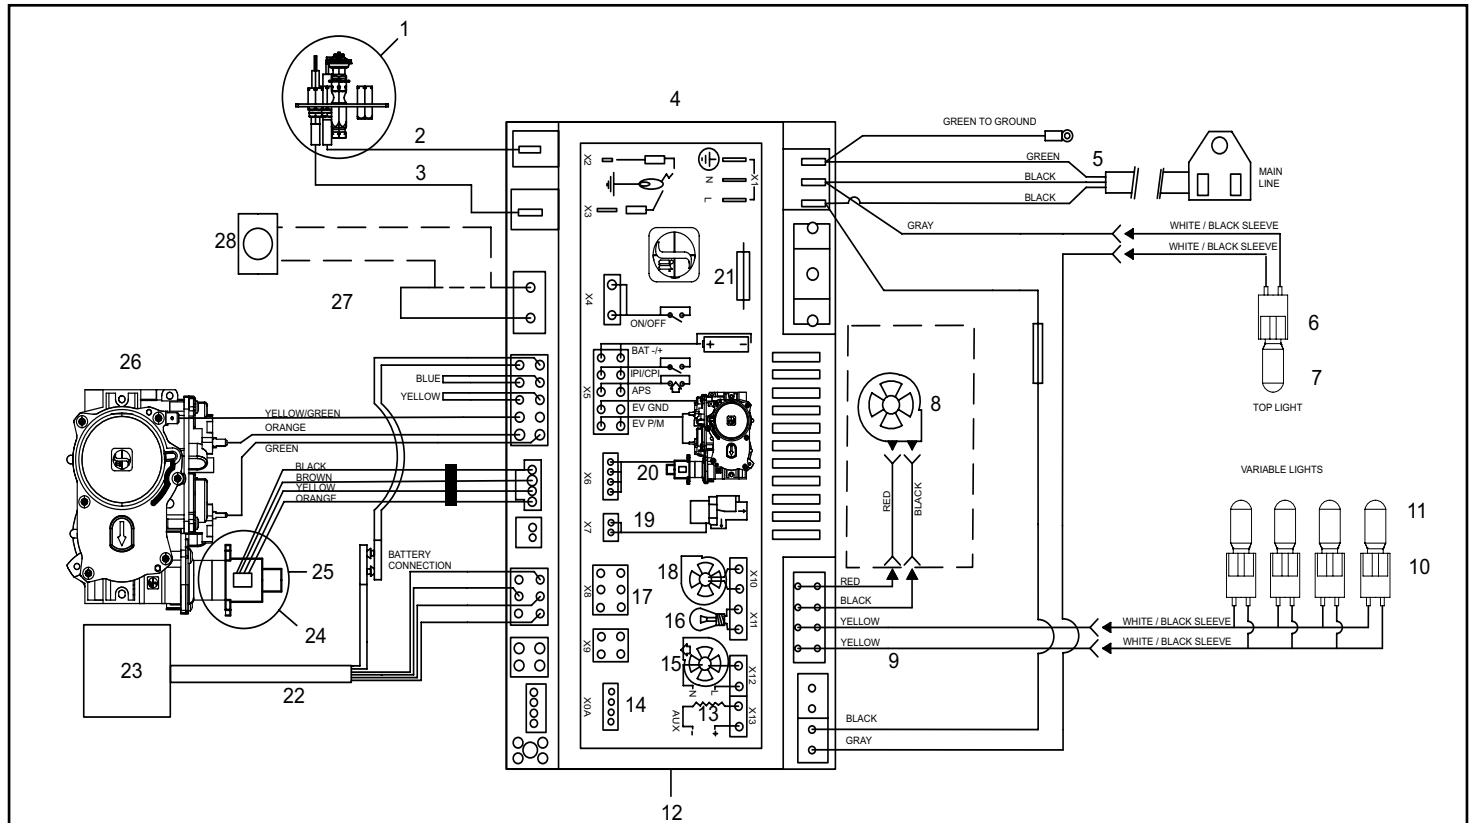 1
4
2
3
5
GREEN TO GROUND
GREEN
BLACK
BLACK
MAIN
LINE
GRAY
WHITE / BLACK SLEEVE
WHITE / BLACK SLEEVE
X2
X3
N
L
X1
28
27
21
X4
ON/OFF
6
7
TOP LIGHT
26
BLUE
YELLOW
YELLOW/GREEN
ORANGE
GREEN
BLACK
BROWN
YELLOW
ORANGE
BAT -/+
+ -
IPI/CPI
APS
EV GND
EV P/M
X5
X6
20
X7
19
8
RED
BLACK
VARIABLE LIGHTS
11
10
BATTERY
CONNECTION
25
24
23
22
X8
17
18
X10
16
X11
X9
15
X12
N
L
X0A
14
13
AUX
- +
X13
12
RED
BLACK
YELLOW
YELLOW
9
WHITE / BLACK SLEEVE
WHITE / BLACK SLEEVE
BLACK
GRAY